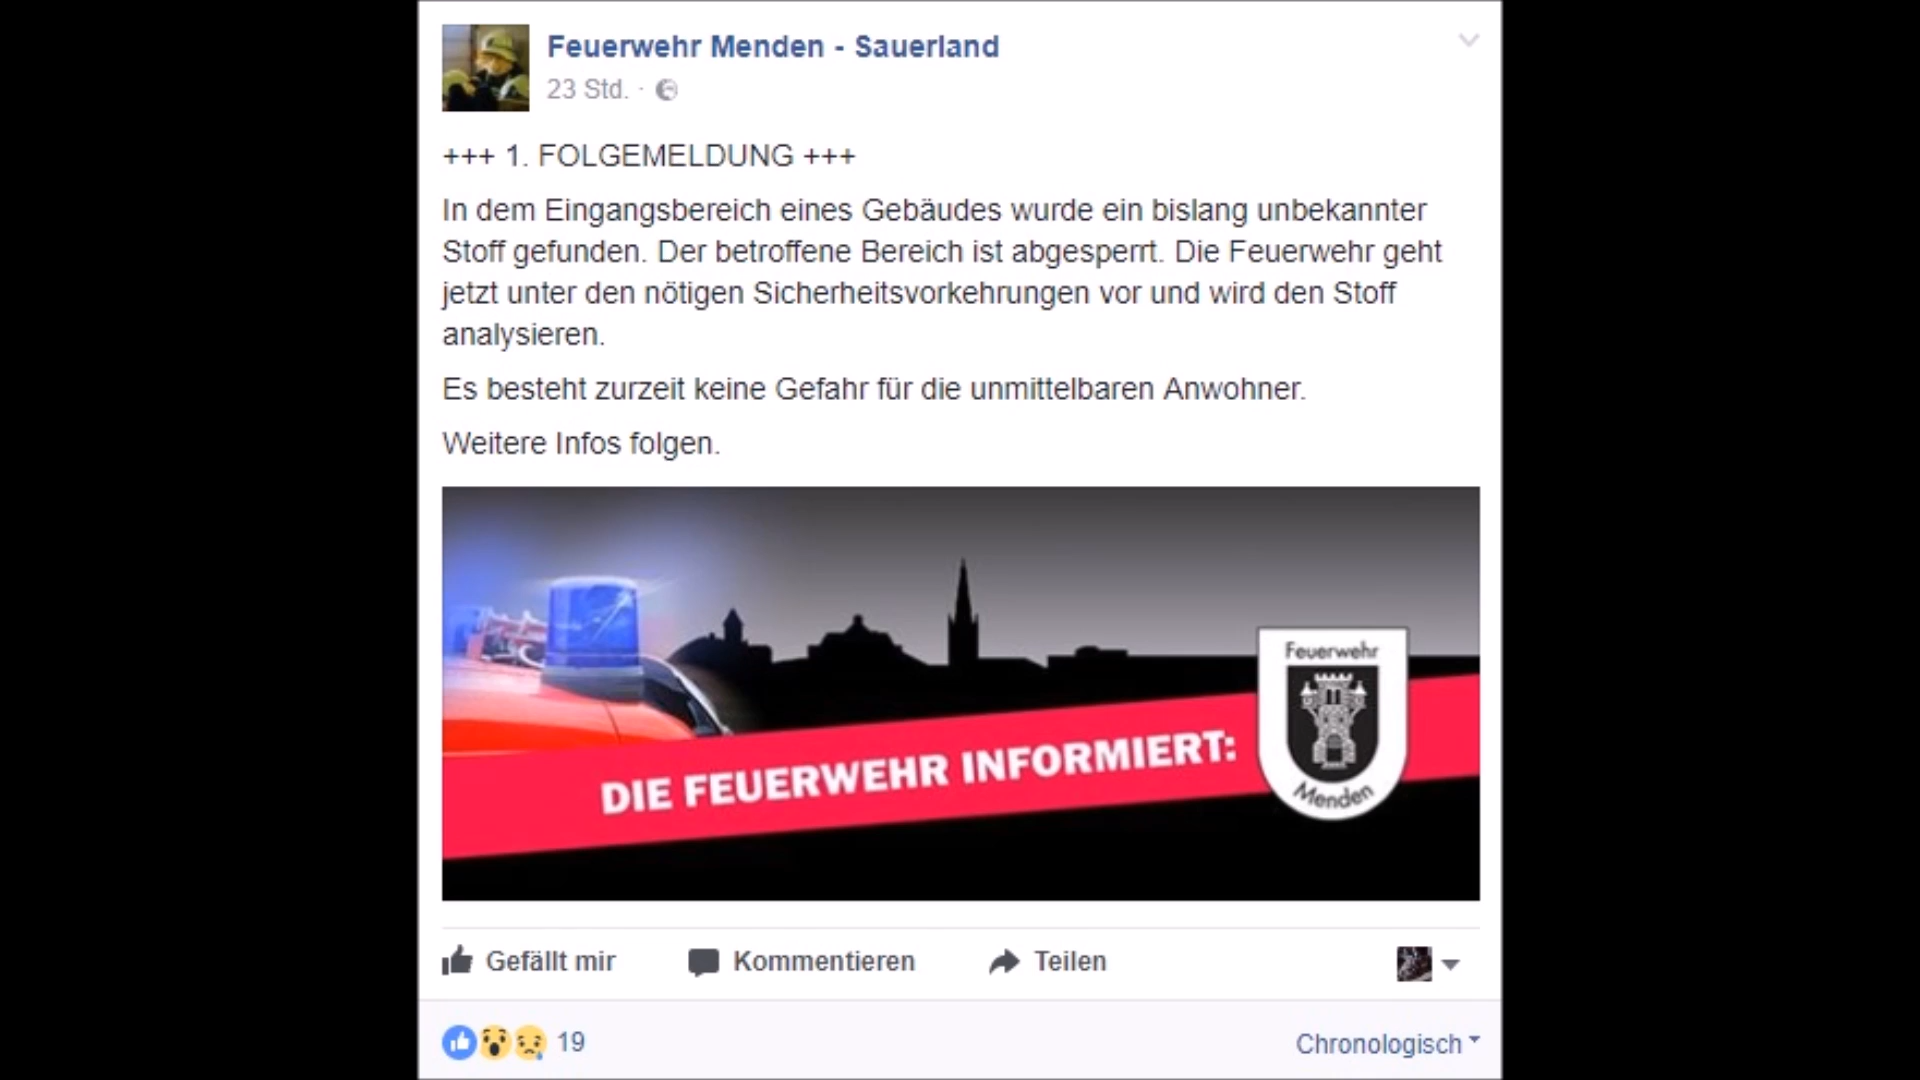 Feuerwehr Menden - Sauerland
23 Std. ·
+++ 1. FOLGEMELDUNG +++
In dem Eingangsbereich eines Gebäudes wurde ein bislang unbekannter
Stoff gefunden. Der betroffene Bereich ist abgesperrt. Die Feuerwehr geht
jetzt unter den nötigen Sicherheitsvorkehrungen vor und wird den Stoff
analysieren.
Es besteht zurzeit keine Gefahr für die unmittelbaren Anwohner.
Weitere Infos folgen.
DIE FEUERWEHR INFORMIERT:
Feuerwehr
Menden
Gefällt mir Kommentieren Teilen
19 Chronologisch